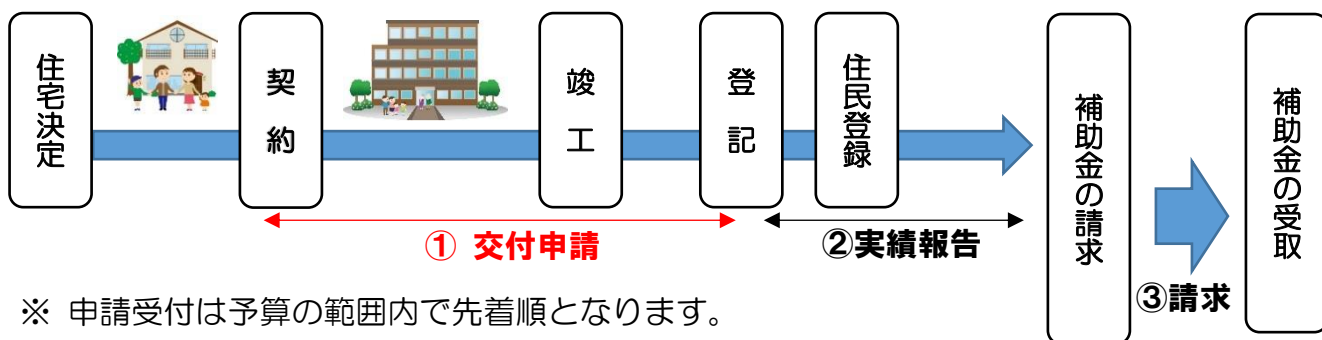 住宅決定
契約
竣工
登記
住民登録
補助金の請求
補助金の受取
① 交付申請
②実績報告
③請求
※ 申請受付は予算の範囲内で先着順となります。